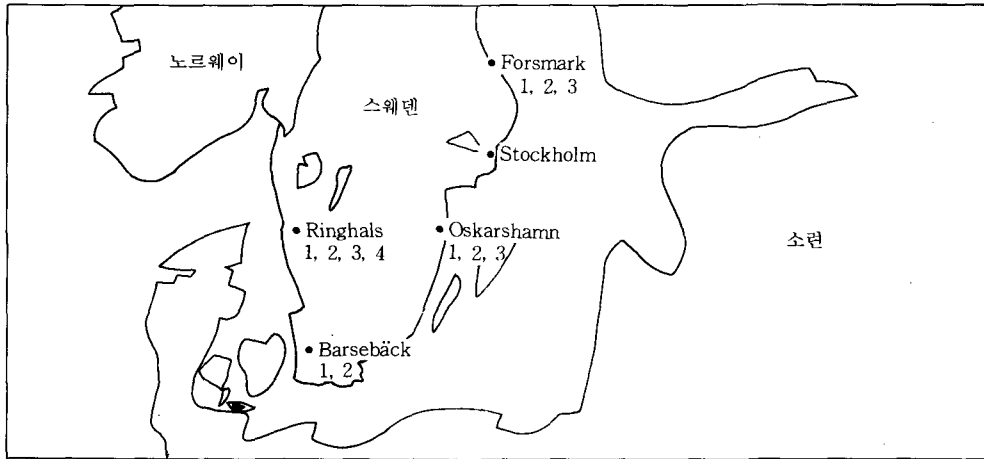 노르웨이
Forsmark
1, 2, 3
스웨덴
Stockholm
Ringhals
1, 2, 3, 4
Oskarshamn
1, 2, 3
소련
Barsebäck
1, 2